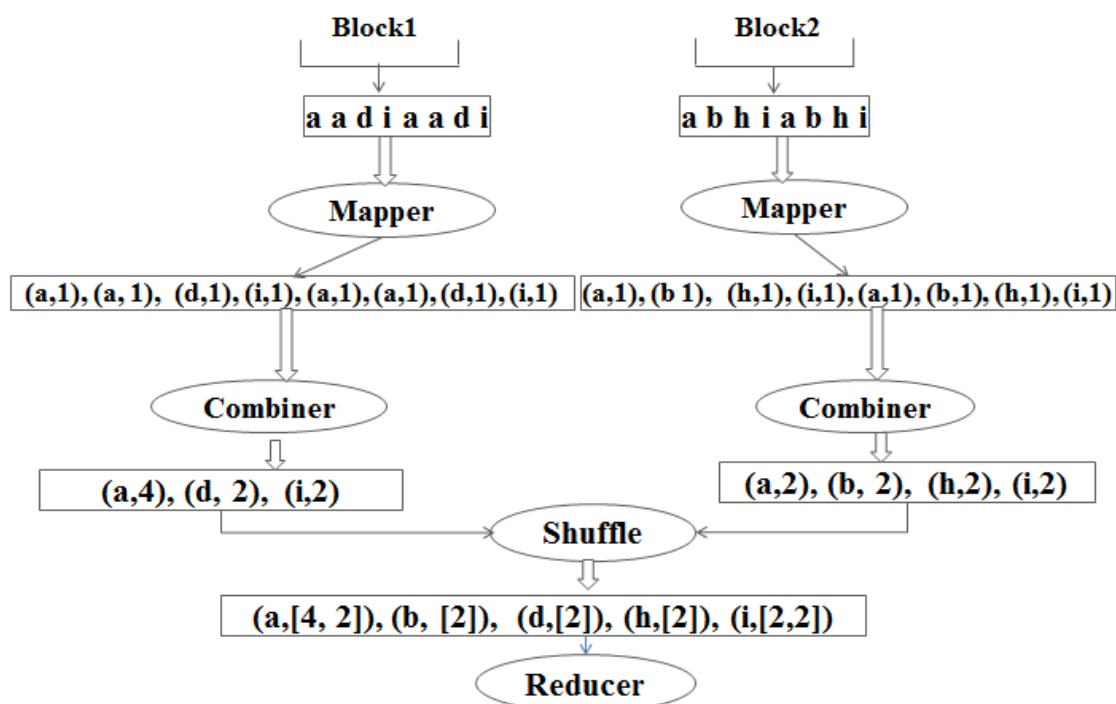 Block1
Block2
a a d i a a d i
a b h i a b h i
Mapper
Mapper
(a,1), (a, 1), (d,1), (i,1), (a,1), (a,1), (d,1), (i,1)
(a,1), (b 1), (h,1), (i,1), (a,1), (b,1), (h,1), (i,1)
Combiner
Combiner
(a,4), (d, 2), (i,2)
(a,2), (b, 2), (h,2), (i,2)
Shuffle
(a,[4, 2]), (b, [2]), (d,[2]), (h,[2]), (i,[2,2])
Reducer